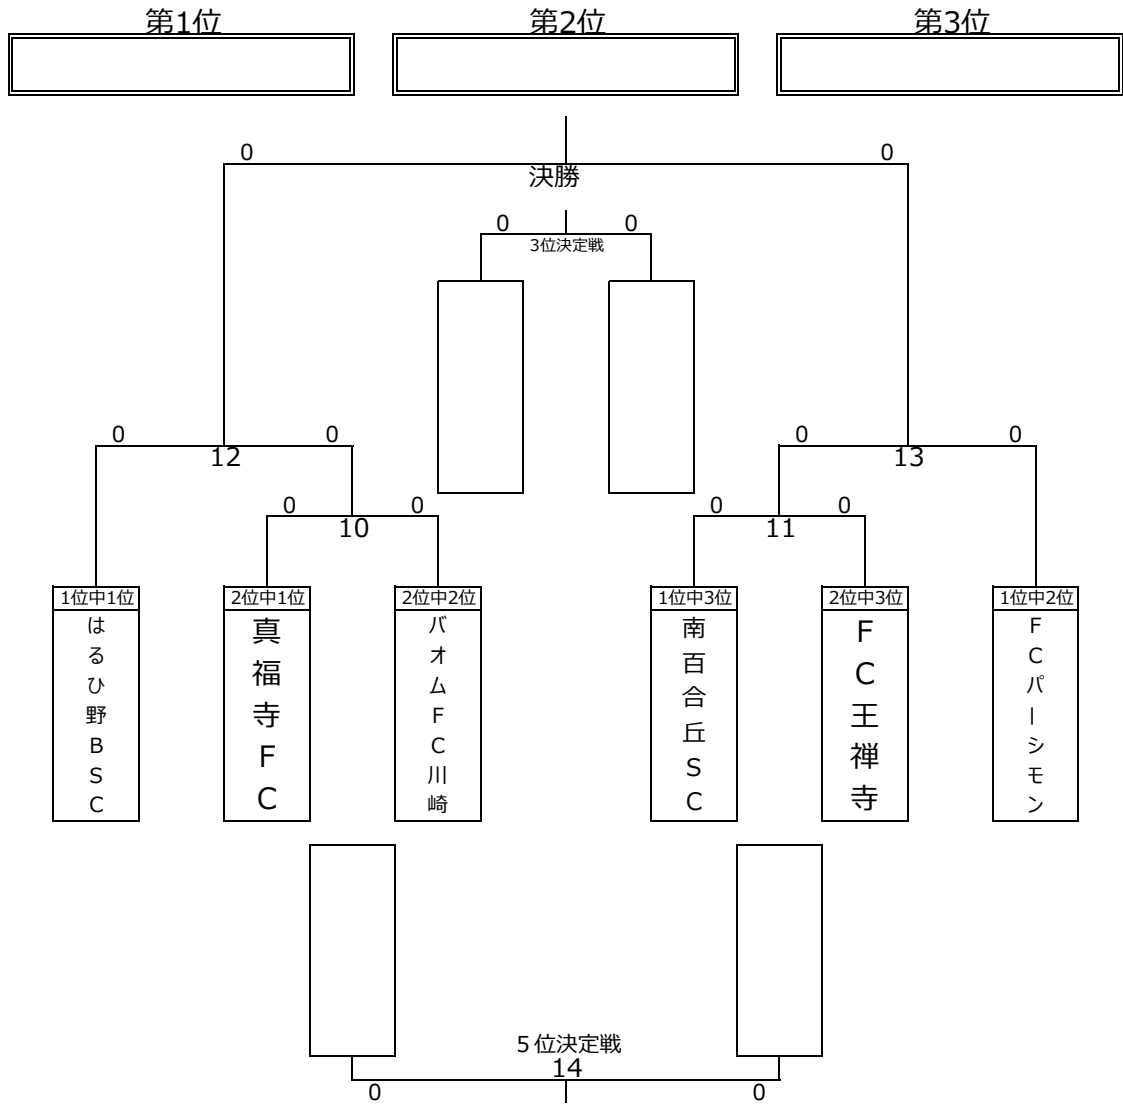 第1位
第2位
第3位
0
0
決勝
0
0
3位決定戦
0
0
12
0
0
13
0
0
10
0
0
11
1位中1位
はるひ野BSC
2位中1位
真福寺FC
2位中2位
バオムFC川崎
1位中3位
南百合丘SC
2位中3位
FC王禅寺
1位中2位
FCパーシモン
5位決定戦
14
0
0